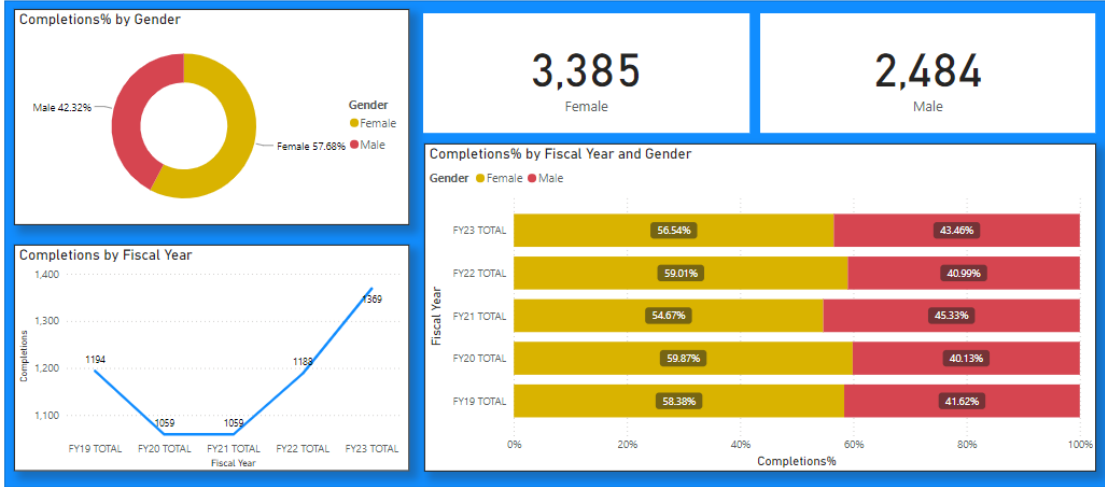 Completions% by Gender
Male 42.32%
Female 57.68%
Gender
Female
Male
3,385
Female
2,484
Male
Completions by Fiscal Year
Completions
1,400
1,300
1,200
1,100
1194
1059
1059
1188
1369
FY19 TOTAL FY20 TOTAL FY21 TOTAL FY22 TOTAL FY23 TOTAL
Fiscal Year
Completions% by Fiscal Year and Gender
Gender Female Male
Fiscal Year
FY23 TOTAL 56.54% 43.46%
FY22 TOTAL 59.01% 40.99%
FY21 TOTAL 54.67% 45.33%
FY20 TOTAL 59.87% 40.13%
FY19 TOTAL 58.38% 41.62%
0% 20% 40% 60% 80% 100%
Completions%